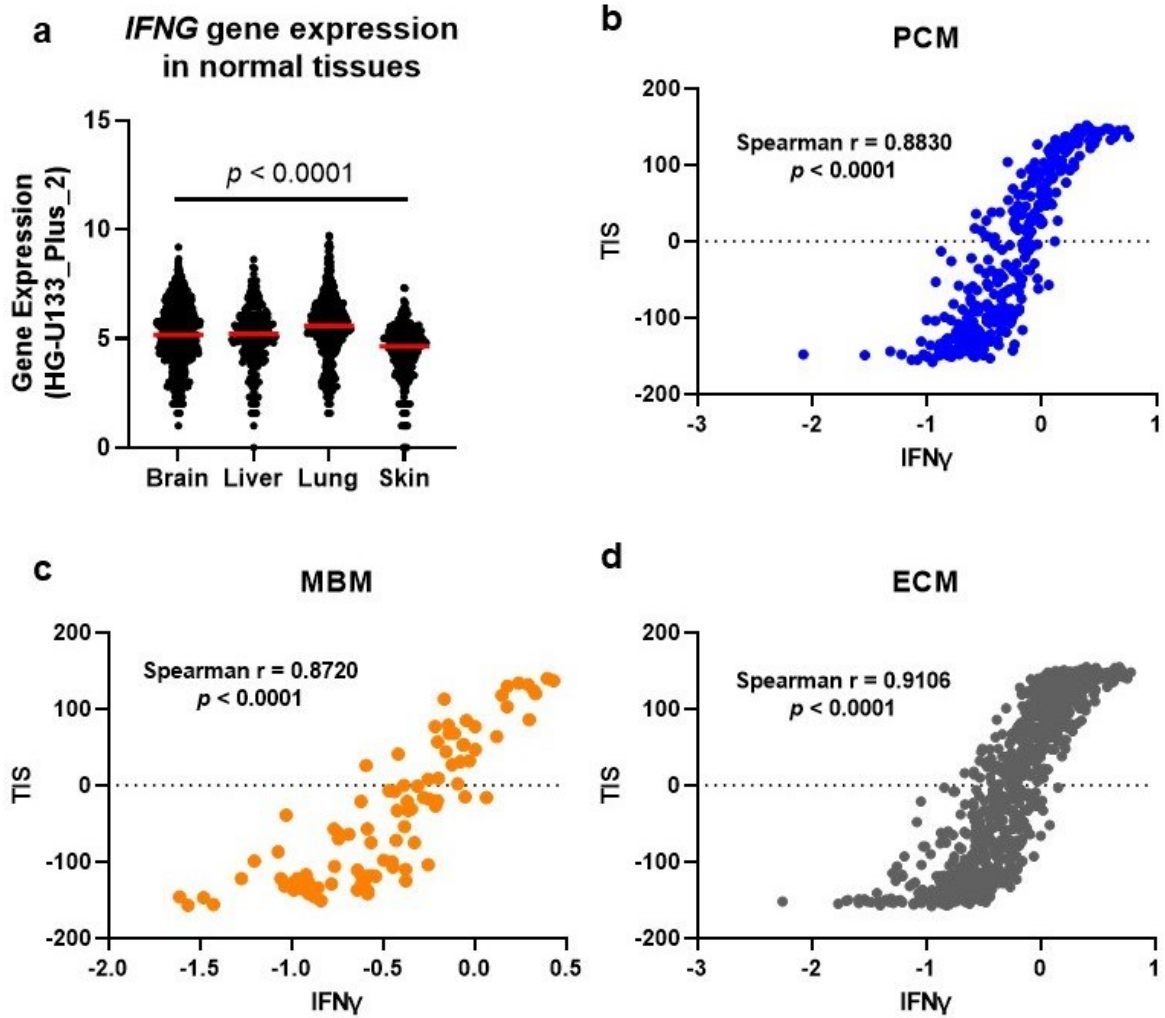 a
IFNG gene expression
in normal tissues
Gene Expression
(HG-U133_Plus_2)
15
10
5
0
p < 0.0001
Brain Liver Lung Skin
b
PCM
TIS
200
100
0
-100
-200
Spearman r = 0.8830
p < 0.0001
-3 -2 -1 0 1
IFNγ
c
MBM
TIS
200
100
0
-100
-200
Spearman r = 0.8720
p < 0.0001
-2.0 -1.5 -1.0 -0.5 0.0 0.5
IFNγ
d
ECM
TIS
200
100
0
-100
-200
Spearman r = 0.9106
p < 0.0001
-3 -2 -1 0 1
IFNγ